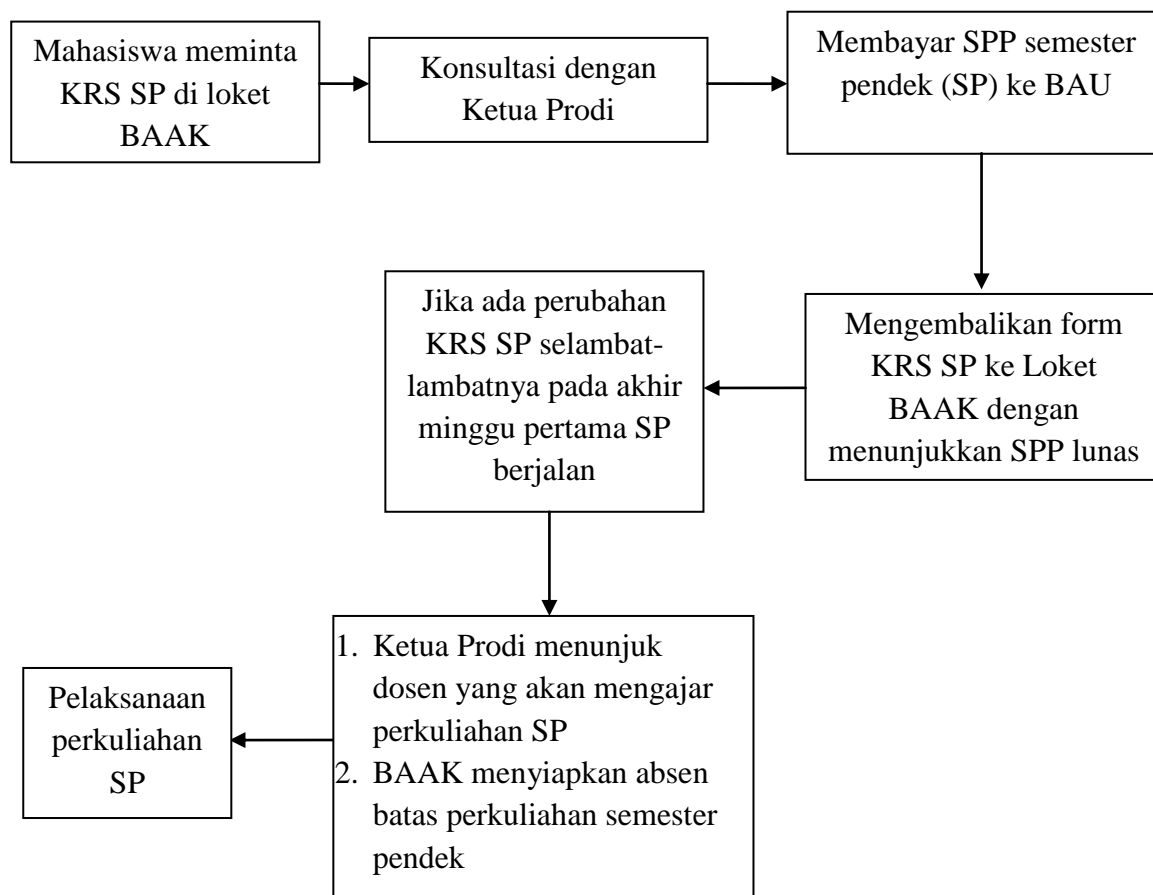 Mahasiswa meminta
KRS SP di loket
BAAK
Konsultasi dengan
Ketua Prodi
Membayar SPP semester
pendek (SP) ke BAU
Mengembalikan form
KRS SP ke Loket
BAAK dengan
menunjukkan SPP lunas
Jika ada perubahan
KRS SP selambat-
lambatnya pada akhir
minggu pertama SP
berjalan
1. Ketua Prodi menunjuk
dosen yang akan mengajar
perkuliahan SP
2. BAAK menyiapkan absen
batas perkuliahan semester
pendek
Pelaksanaan
perkuliahan
SP